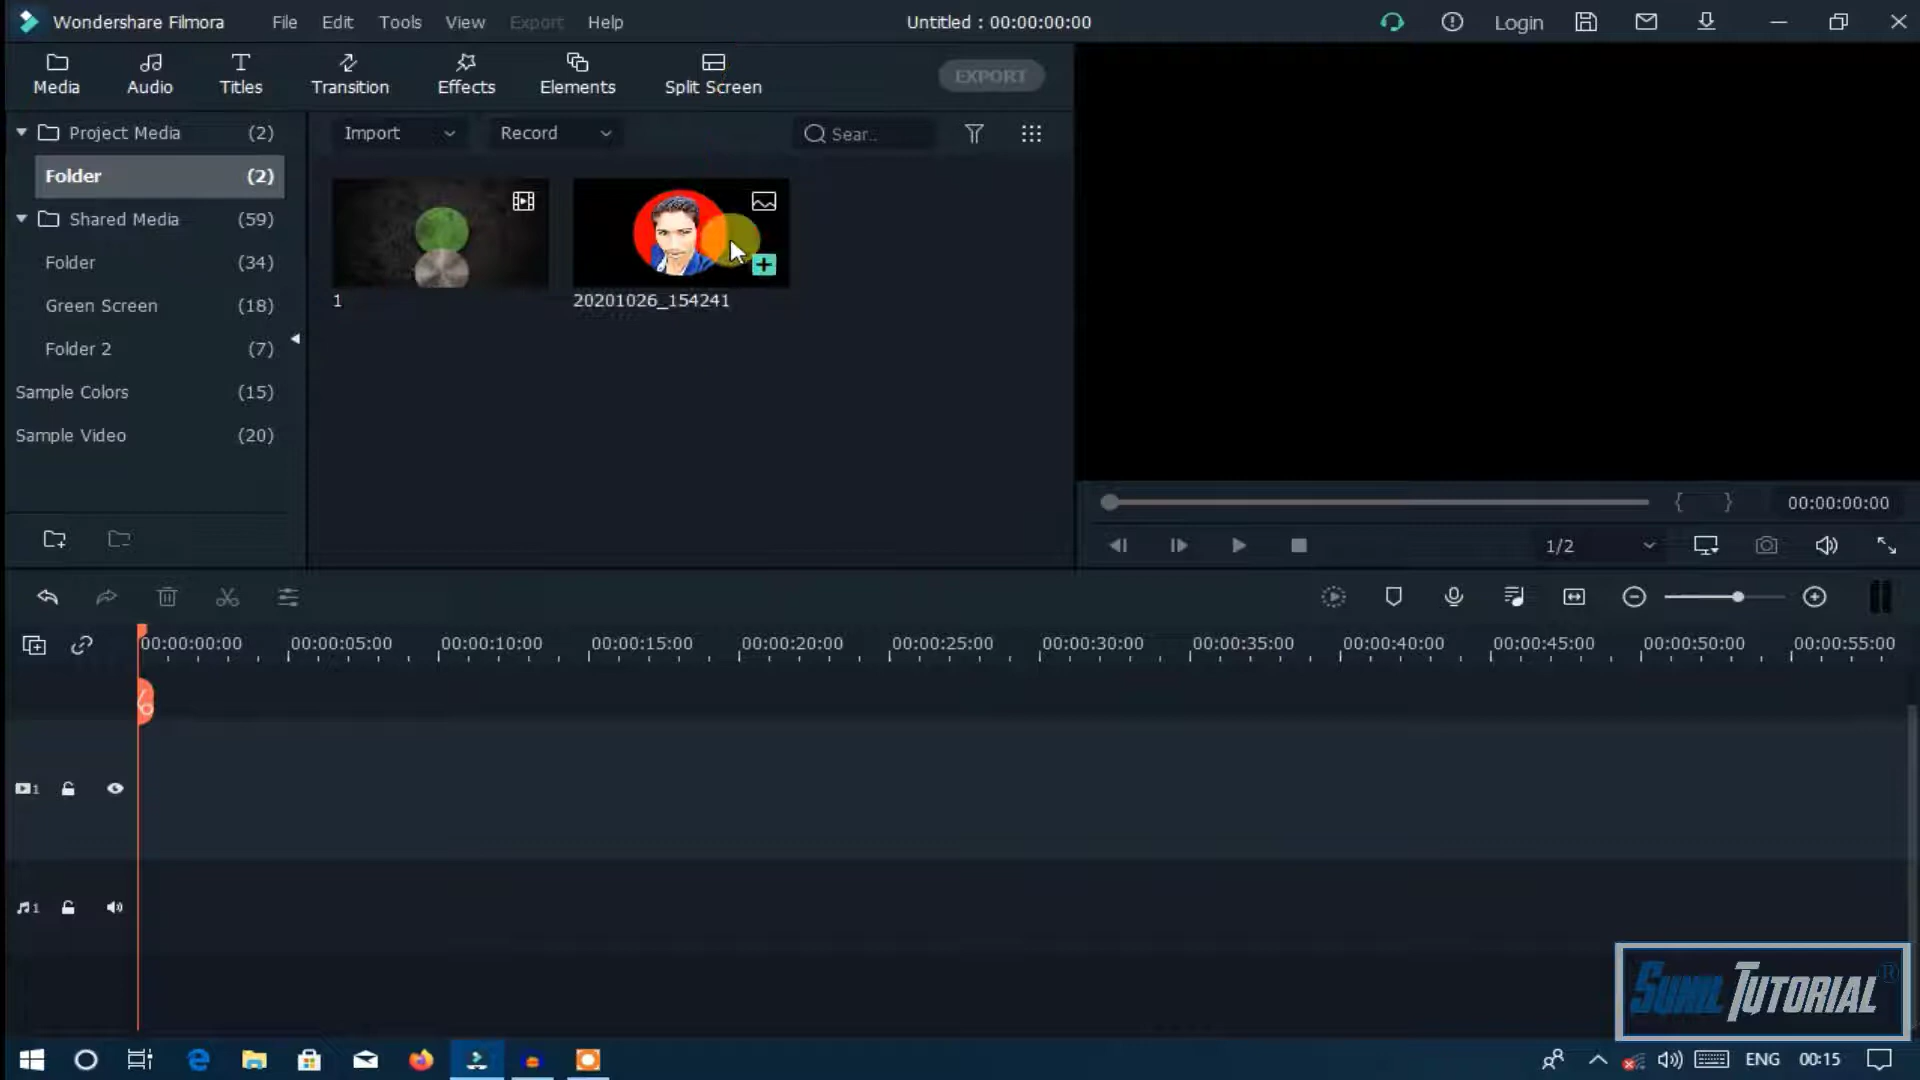 Wondershare Filmora File Edit Tools View Export Help Untitled : 00:00:00:00 Login
Media Audio Titles Transition Effects Elements Split Screen EXPORT
Project Media (2) Import Record Sear..
Folder (2)
Shared Media (59)
Folder (34)
Green Screen (18)
Folder 2 (7)
Sample Colors (15)
Sample Video (20)
1 20201026_154241
{ } 00:00:00:00
1/2
00:00:00:00 00:00:05:00 00:00:10:00 00:00:15:00 00:00:20:00 00:00:25:00 00:00:30:00 00:00:35:00 00:00:40:00 00:00:45:00 00:00:50:00 00:00:55:00
1
1
SUNIL TUTORIAL ®
ENG 00:15